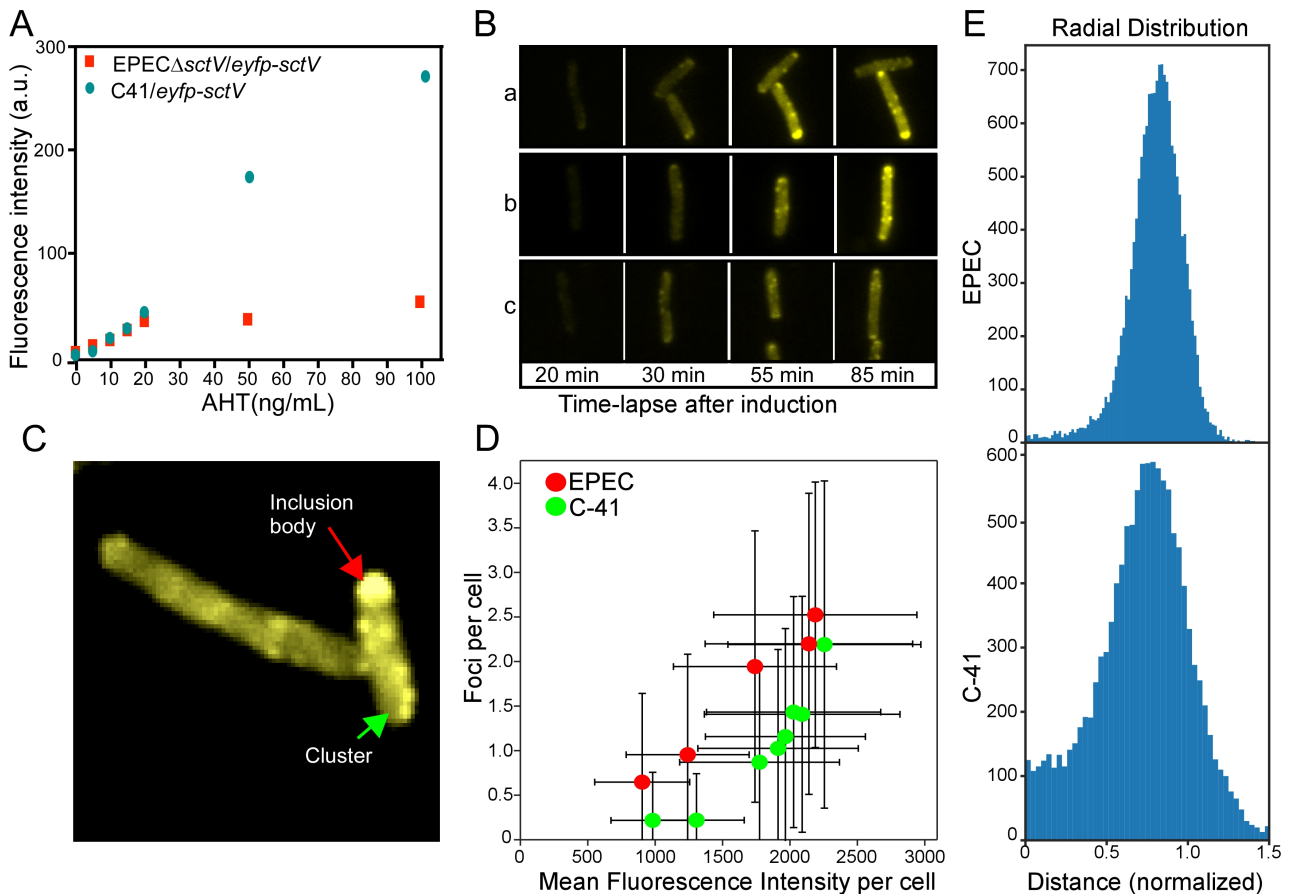 A
Fluorescence intensity (a.u.)
300
200
100
0
EPECΔsctV/eyfp-sctV
C41/eyfp-sctV
0 5 10 20 30 40 50 60 70 80 90 100
AHT(ng/mL)
B
a
b
c
20 min 30 min 55 min 85 min
Time-lapse after induction
C
Inclusion
body
Cluster
D
Foci per cell
4.0
3.5
3.0
2.5
2.0
1.5
1.0
0.5
0
EPEC
C-41
0 500 1000 1500 2000 2500 3000
Mean Fluorescence Intensity per cell
E
Radial Distribution
EPEC
700
600
500
400
300
200
100
0
C-41
600
500
400
300
200
100
0
0 0.5 1.0 1.5
Distance (normalized)